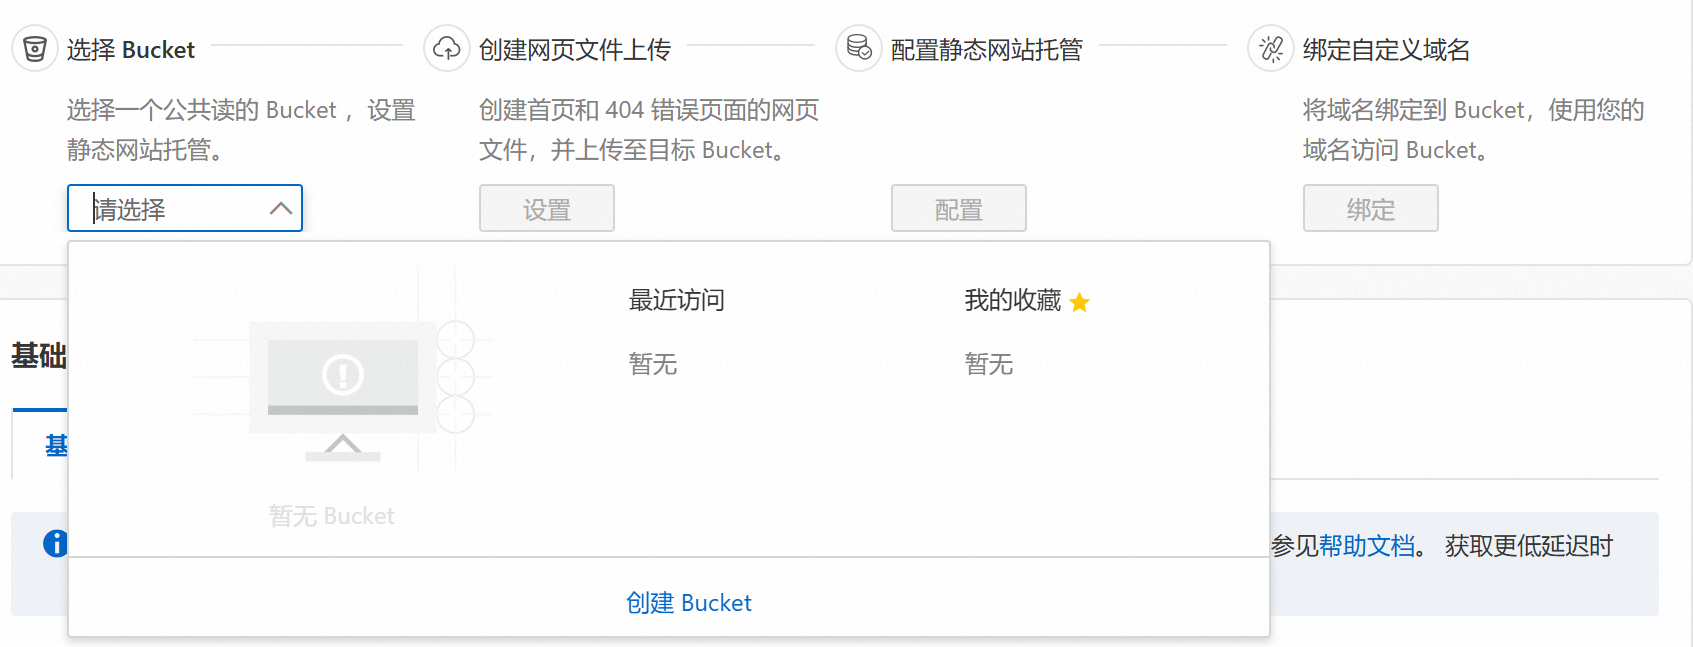 选择 Bucket
选择一个公共读的 Bucket ，设置
静态网站托管。
请选择
创建网页文件上传
创建首页和 404 错误页面的网页
文件，并上传至目标 Bucket。
设置
配置静态网站托管
配置
绑定自定义域名
将域名绑定到 Bucket，使用您的
域名访问 Bucket。
绑定
最近访问
暂无
我的收藏
暂无
暂无 Bucket
创建 Bucket
基础
基
参见帮助文档。 获取更低延迟时